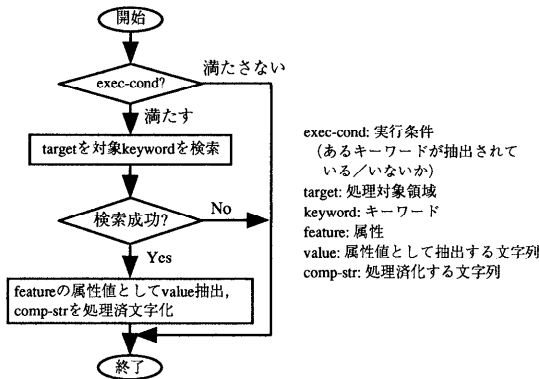 開始
exec-cond?
満たさない
満たす
targetを対象keywordを検索
検索成功?
No
Yes
featureの属性値としてvalue抽出,
comp-strを処理済文字化
終了
exec-cond: 実行条件
（あるキーワードが抽出されて
いる／いないか）
target: 処理対象領域
keyword: キーワード
feature: 属性
value: 属性値として抽出する文字列
comp-str: 処理済化する文字列